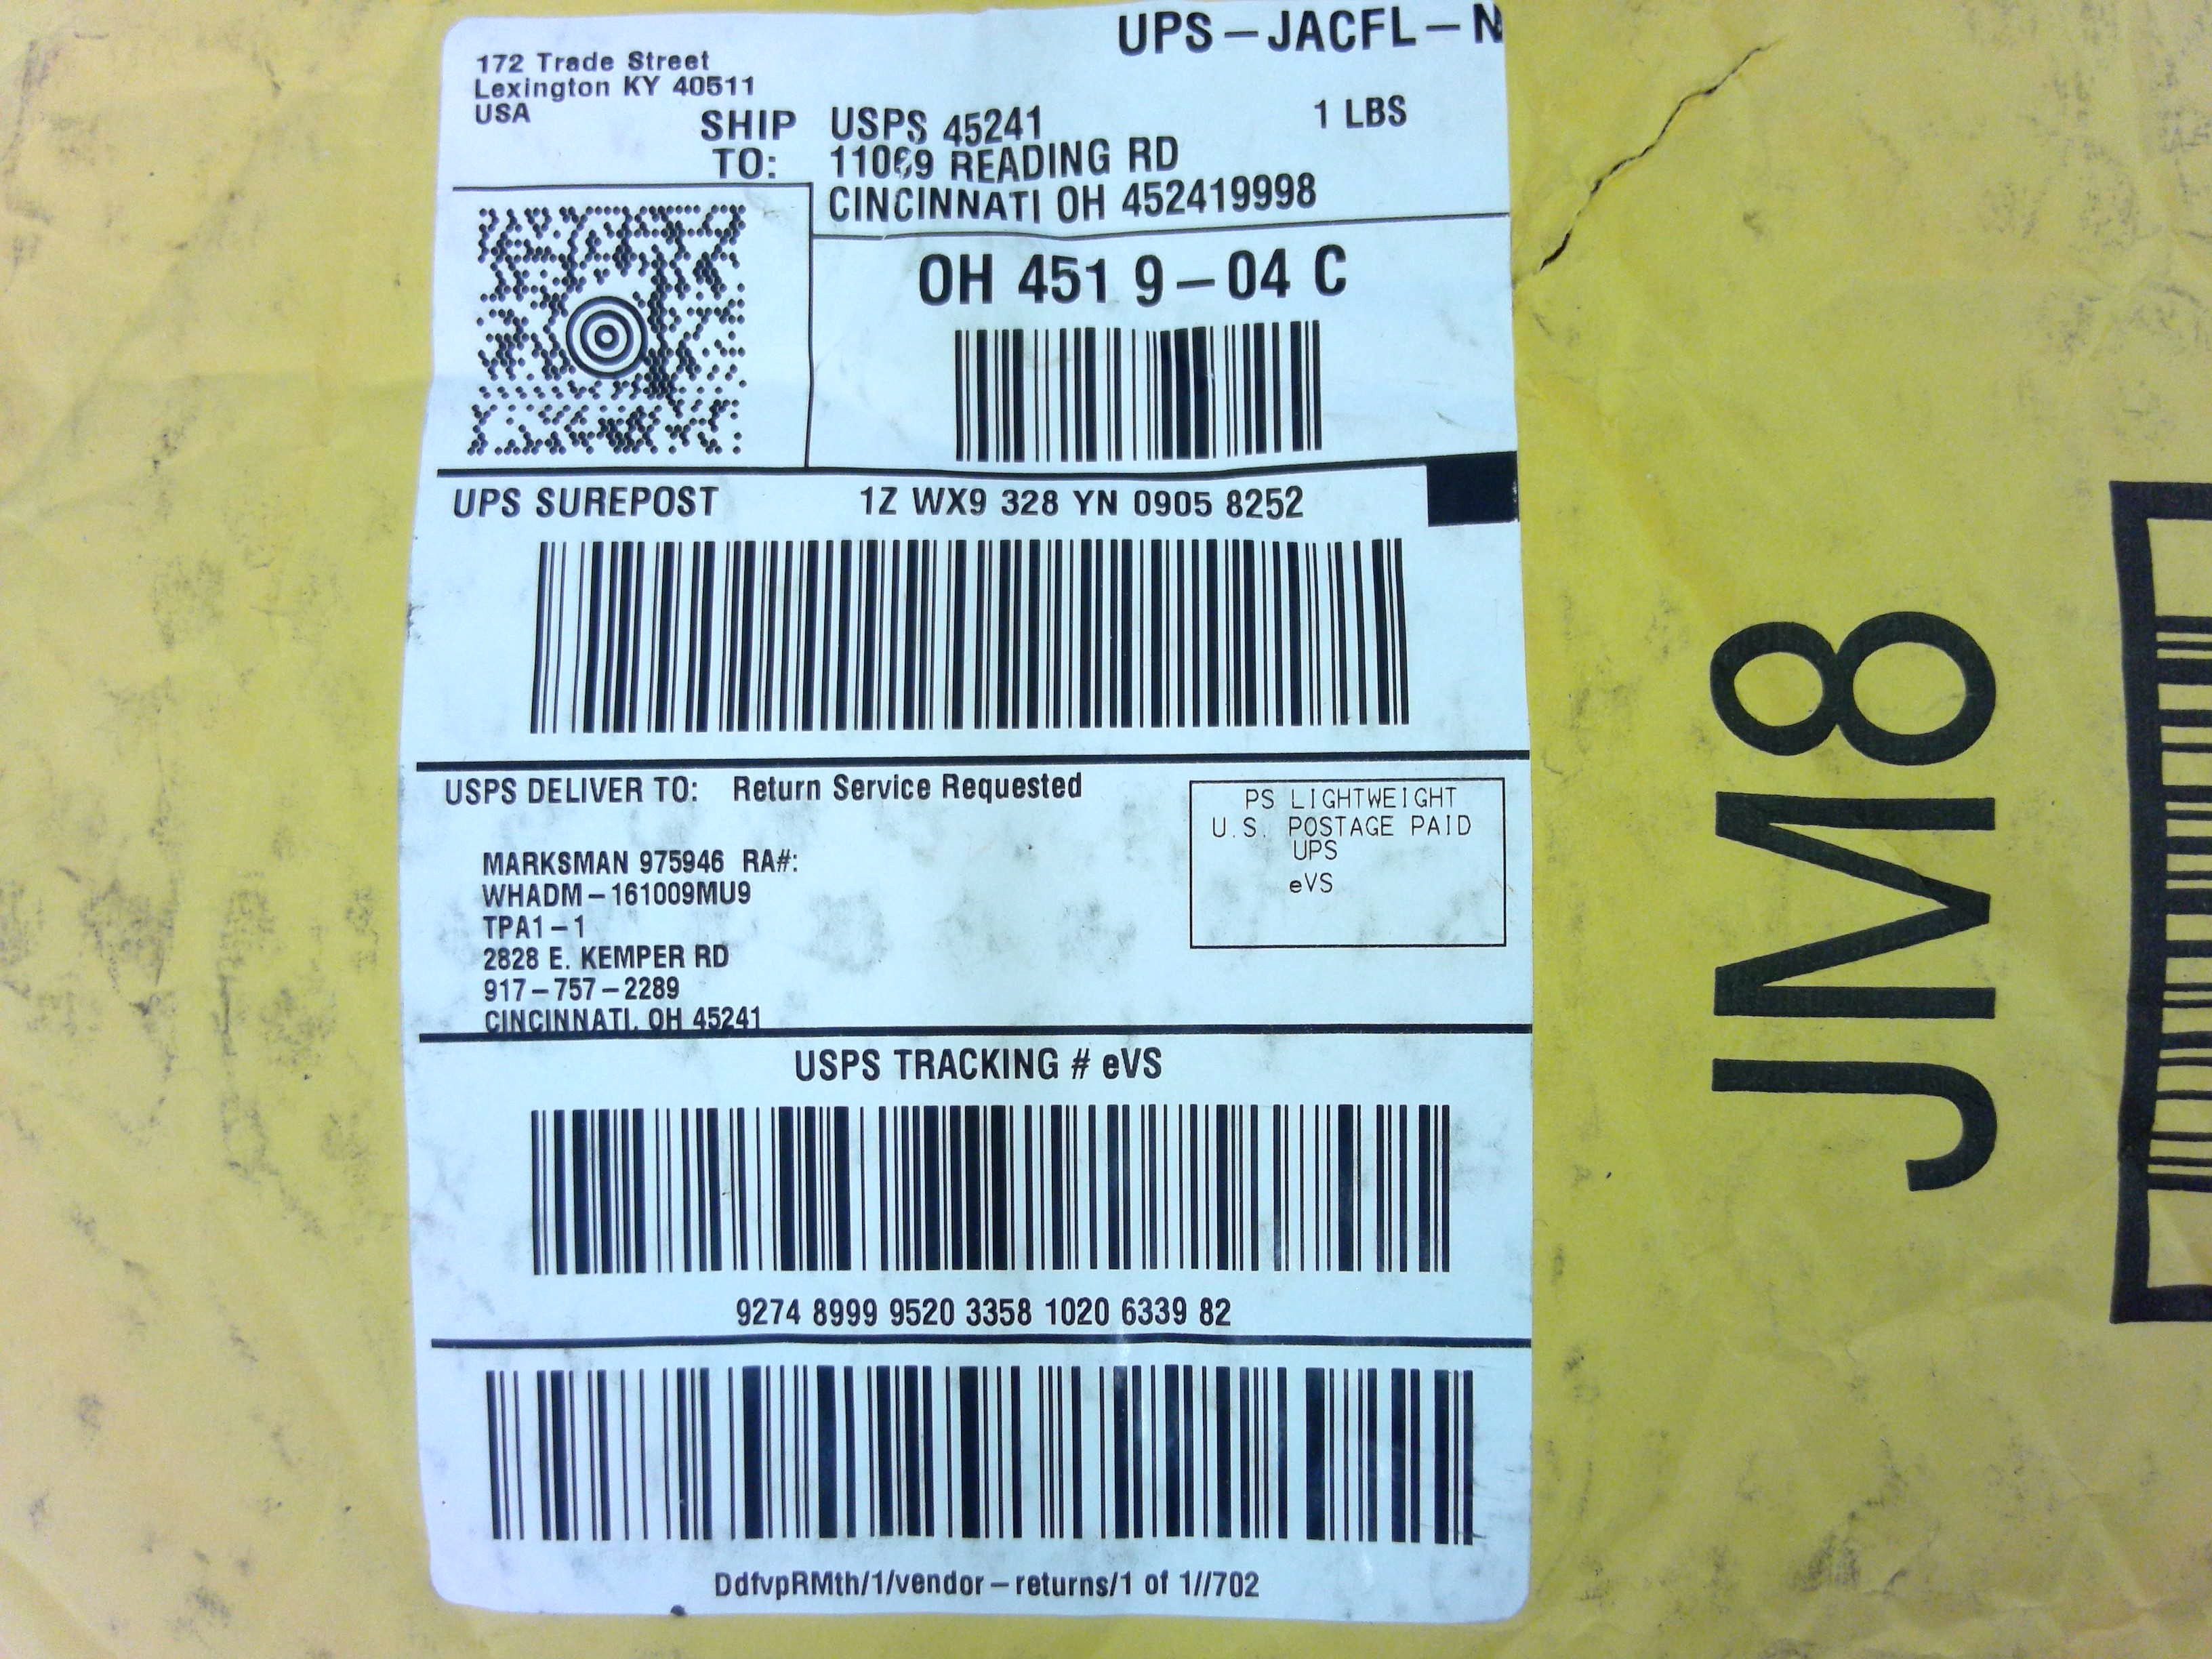 UPS-JACFL-N
172 Trade Street
Lexington KY 40511
USA
1 LBS
SHIP TO:
USPS 45241
11069 READING RD
CINCINNATI OH 452419998
OH 451 9-04 C
UPS SUREPOST 1Z WX9 328 YN 0905 8252
USPS DELIVER TO: Return Service Requested
PS LIGHTWEIGHT
U.S. POSTAGE PAID
UPS
eVS
MARKSMAN 975946 RA#:
WHADM-161009MU9
TPA1-1
2828 E. KEMPER RD
917-757-2289
CINCINNATI, OH 45241
USPS TRACKING # eVS
9274 8999 9520 3358 1020 6339 82
DdfvpRMth/1/vendor-returns/1 of 1//702
JM8